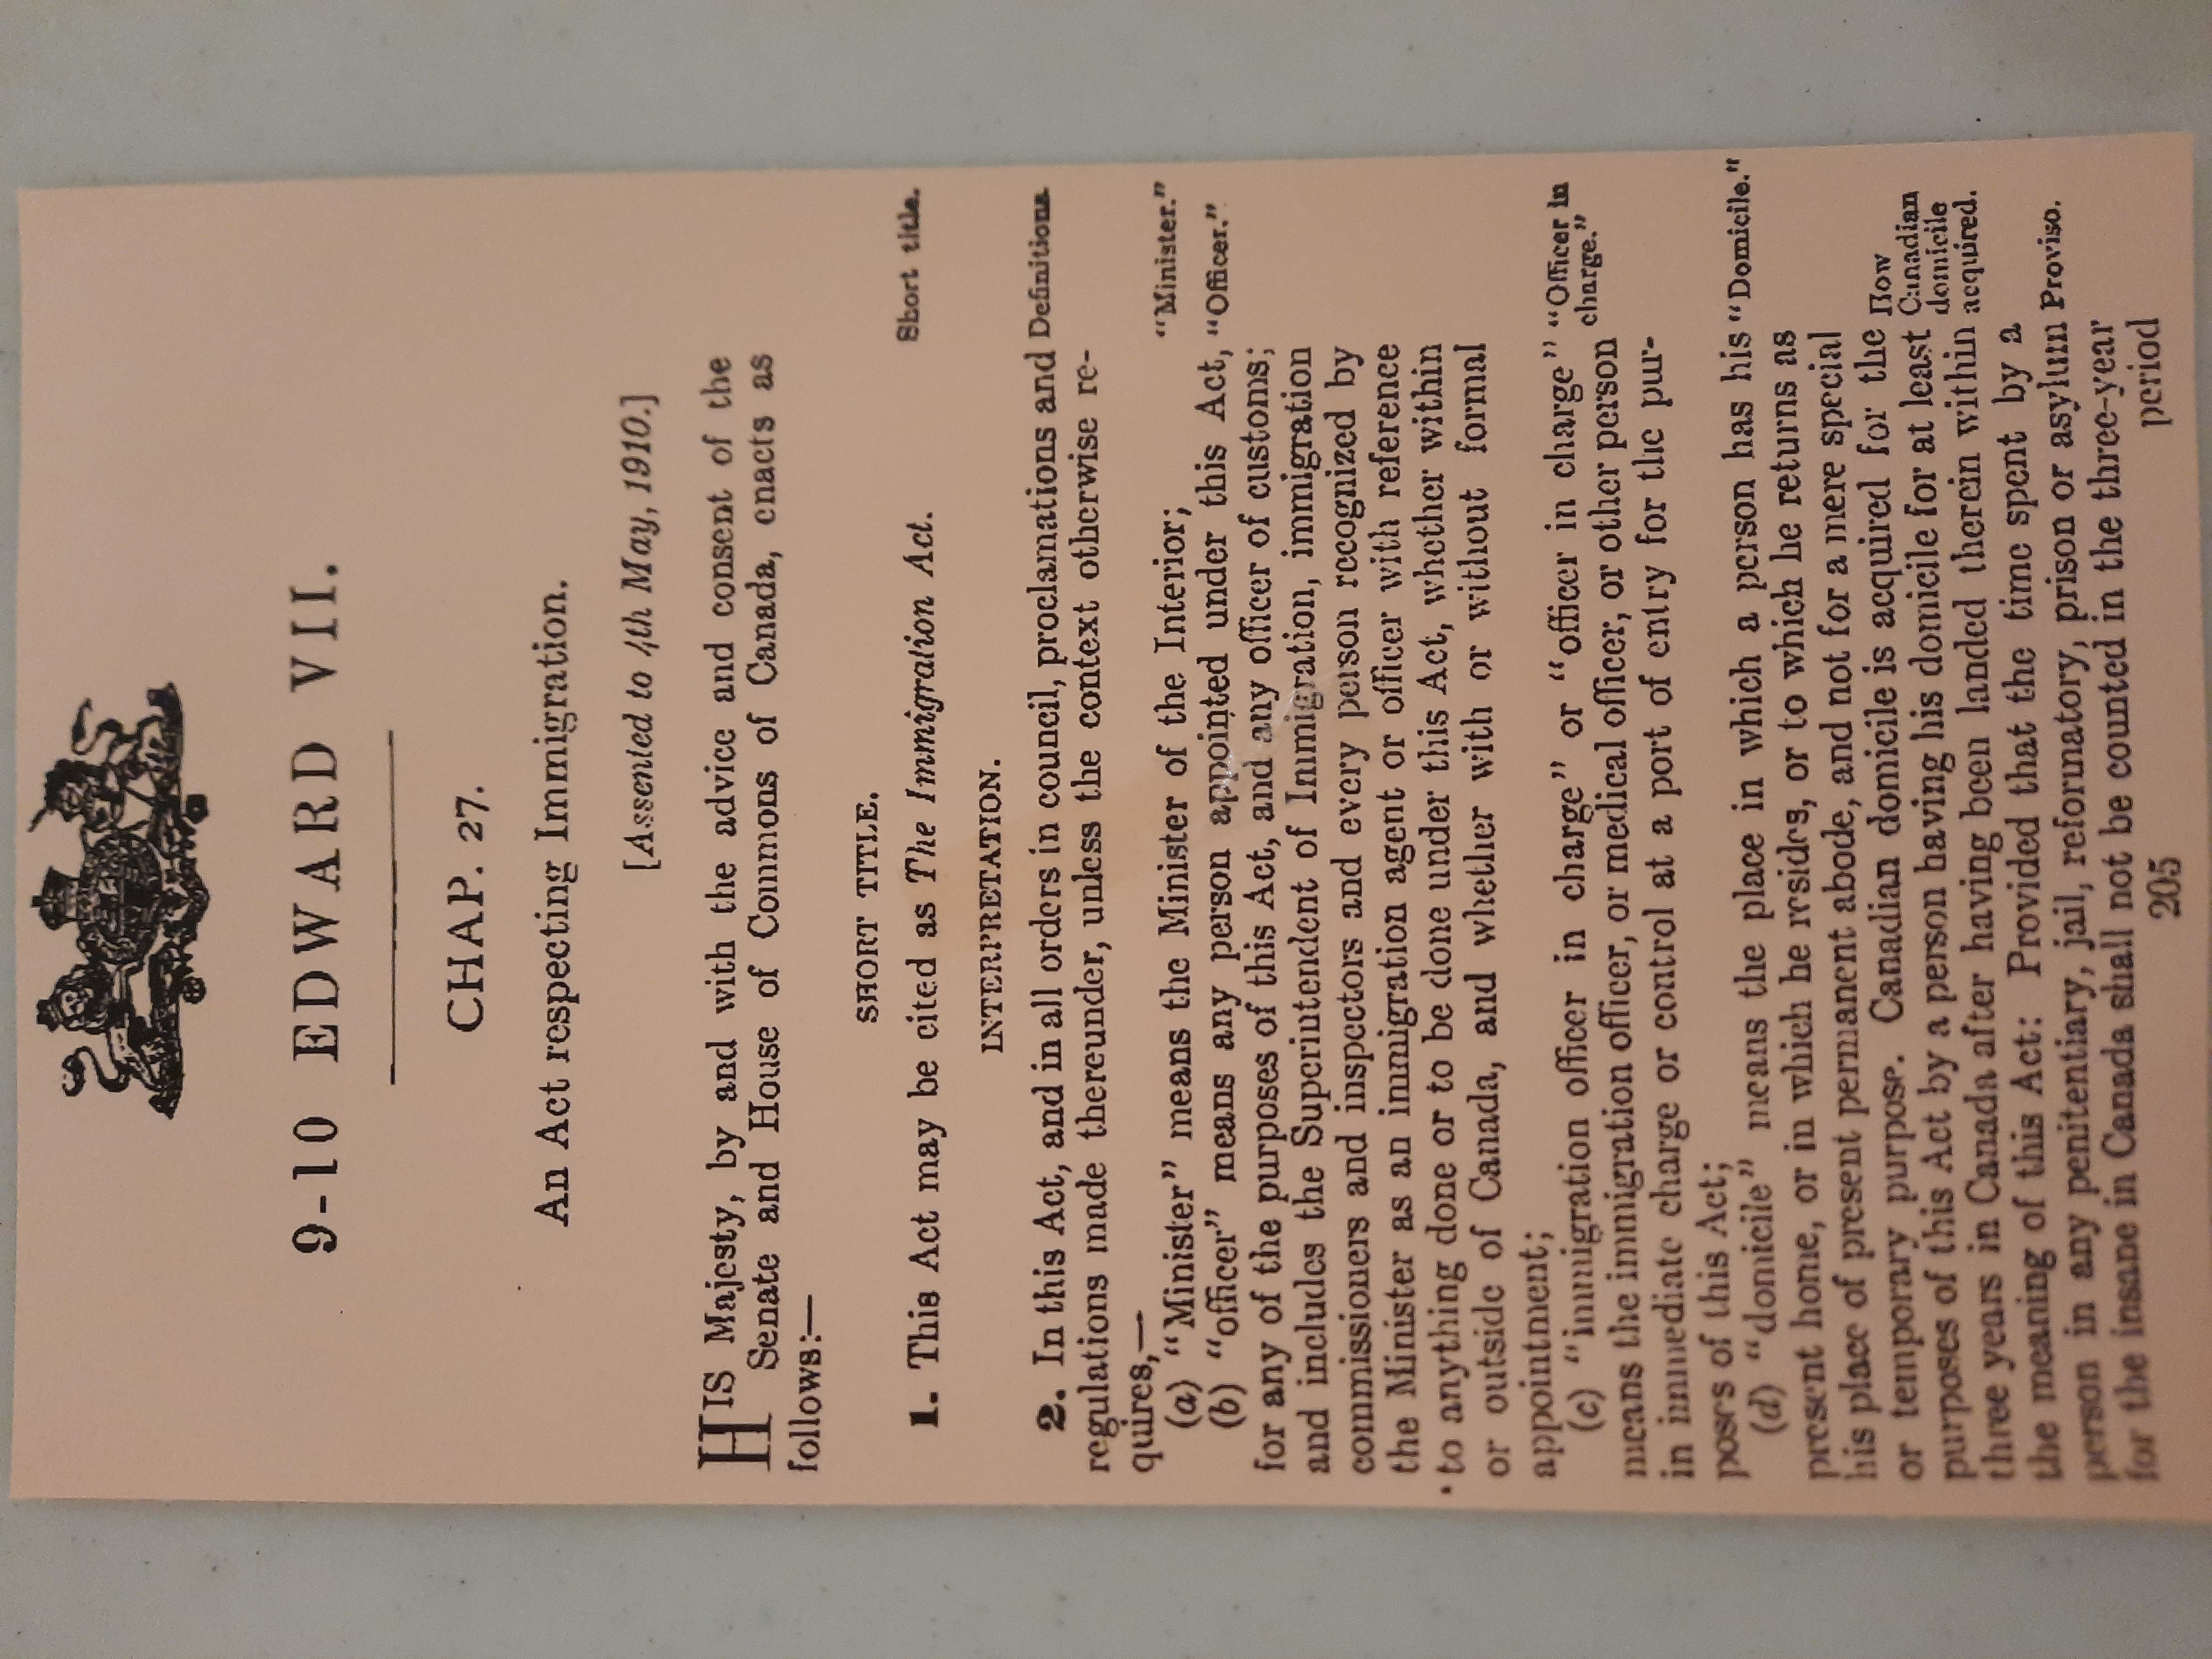 9-10 EDWARD VII.
CHAP. 27.
An Act respecting Immigration.
[Assented to 4th May, 1910.]
HIS Majesty, by and with the advice and consent of the
Senate and House of Commons of Canada, enacts as
follows:—
SHORT TITLE.
1. This Act may be cited as The Immigration Act. Short title.
INTERPRETATION.
2. In this Act, and in all orders in council, proclamations and Definitions
regulations made thereunder, unless the context otherwise re-
quires,—
(a) "Minister" means the Minister of the Interior; "Minister."
(b) "officer" means any person appointed under this Act, "Officer."
for any of the purposes of this Act, and any officer of customs;
and includes the Superintendent of Immigration, immigration
commissioners and inspectors and every person recognized by
the Minister as an immigration agent or officer with reference
to anything done or to be done under this Act, whether within
or outside of Canada, and whether with or without formal
appointment;
(c) "immigration officer in charge" or "officer in charge" "Officer in
means the immigration officer, or medical officer, or other person charge."
in immediate charge or control at a port of entry for the pur-
poses of this Act;
(d) "domicile" means the place in which a person has his "Domicile."
present home, or in which he resides, or to which he returns as
his place of present permanent abode, and not for a mere special
or temporary purpose. Canadian domicile is acquired for the How
purposes of this Act by a person having his domicile for at least Canadian
domicile
three years in Canada after having been landed therein within acquired.
the meaning of this Act: Provided that the time spent by a
person in any penitentiary, jail, reformatory, prison or asylum Proviso.
for the insane in Canada shall not be counted in the three-year
205 period